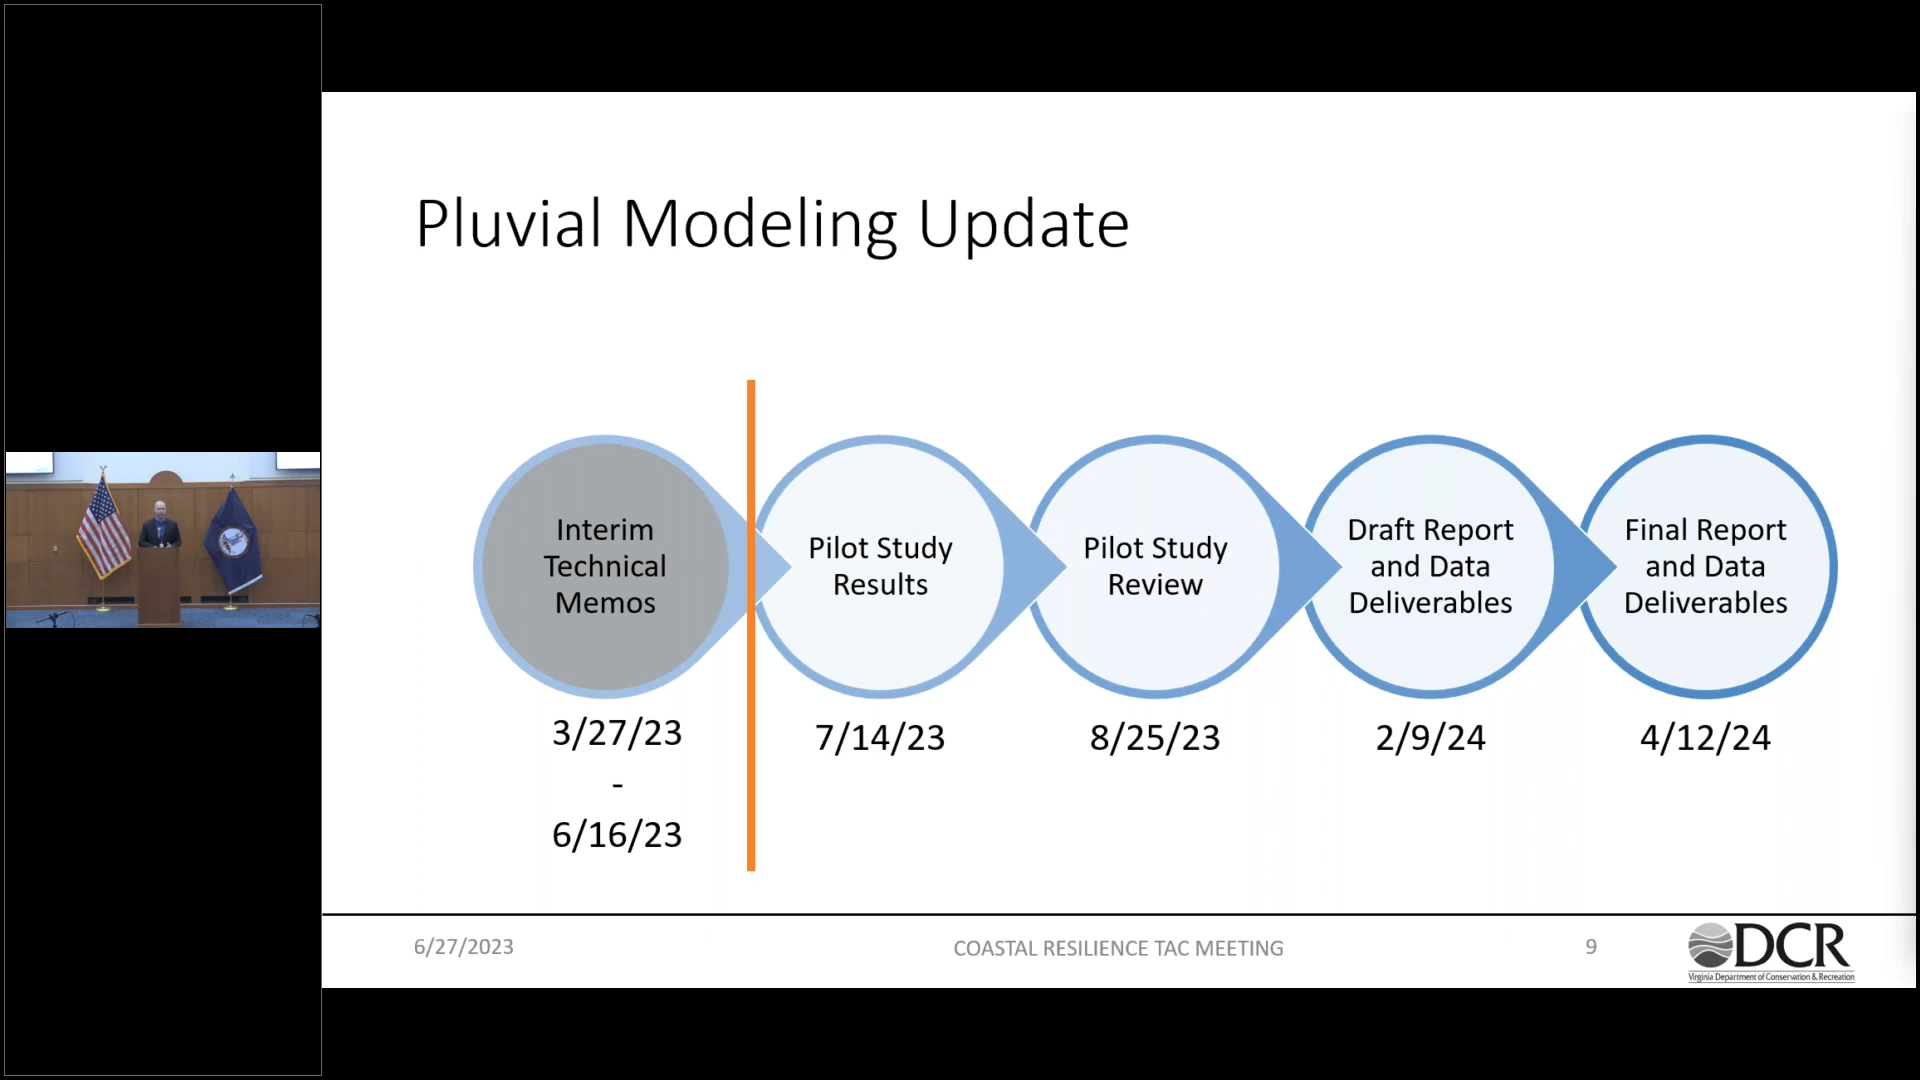 Pluvial Modeling Update
Interim
Technical
Memos
Pilot Study
Results
Pilot Study
Review
Draft Report
and Data
Deliverables
Final Report
and Data
Deliverables
3/27/23
-
6/16/23
7/14/23
8/25/23
2/9/24
4/12/24
6/27/2023
COASTAL RESILIENCE TAC MEETING
9
DCR
Virginia Department of Conservation & Recreation